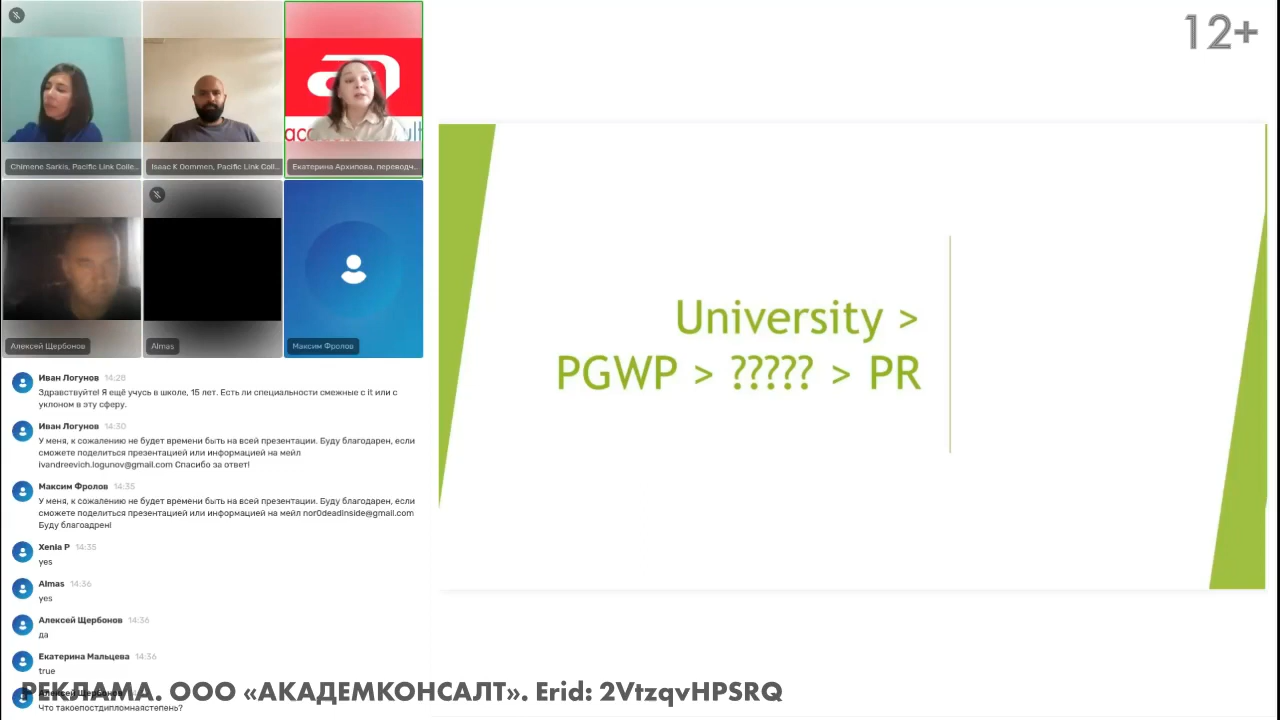 12+
Chimene Sarkis, Pacific Link Colle...
Isaac K Oommen, Pacific Link Coll...
Екатерина Архипова, переводч...
Алексей Щербонов
Almas
Максим Фролов
University >
PGWP > ????? > PR
Иван Логунов 14:28
Здравствуйте! Я ещё учусь в школе, 15 лет. Есть ли специальности смежные с it или с
уклоном в эту сферу.
Иван Логунов 14:30
У меня, к сожалению не будет времени быть на всей презентации. Буду благодарен, если
сможете поделиться презентацией или информацией на мейл
ivandreevich.logunov@gmail.com Спасибо за ответ!
Максим Фролов 14:35
У меня, к сожалению не будет времени быть на всей презентации. Буду благодарен, если
сможете поделиться презентацией или информацией на мейл nor0deadinside@gmail.com
Буду благоадрен!
Xenia P 14:35
yes
Almas 14:36
yes
Алексей Щербонов 14:36
да
Екатерина Мальцева 14:36
true
Алексей Щербонов
РЕКЛАМА. ООО «АКАДЕМКОНСАЛТ». Erid: 2VtzqvHPSRQ
Что такоепостдипломнаястепень?